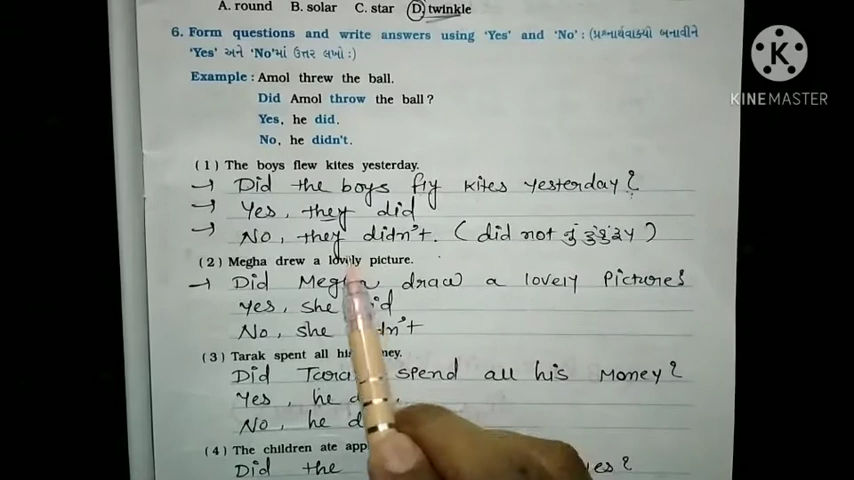 A. round B. solar C. star D. twinkle
6. Form questions and write answers using 'Yes' and 'No' : (પ્રશ્નાર્થવાક્યો બનાવીને
'Yes' અને 'No'માં ઉત્તર લખો :)
Example : Amol threw the ball.
Did Amol throw the ball ?
Yes, he did.
No, he didn't.
(1) The boys flew kites yesterday.
→ Did the boys fly kites yesterday?
→ Yes, they did
→ No, they didn't. (did not નું ટુંકુંરૂપ)
(2) Megha drew a lovely picture.
→ Did Megha draw a lovely picture?
Yes, she did
No, she didn't
(3) Tarak spent all his money.
Did Tarak spend all his money?
Yes, he
No, he
(4) The children ate
Did the
KINEMASTER